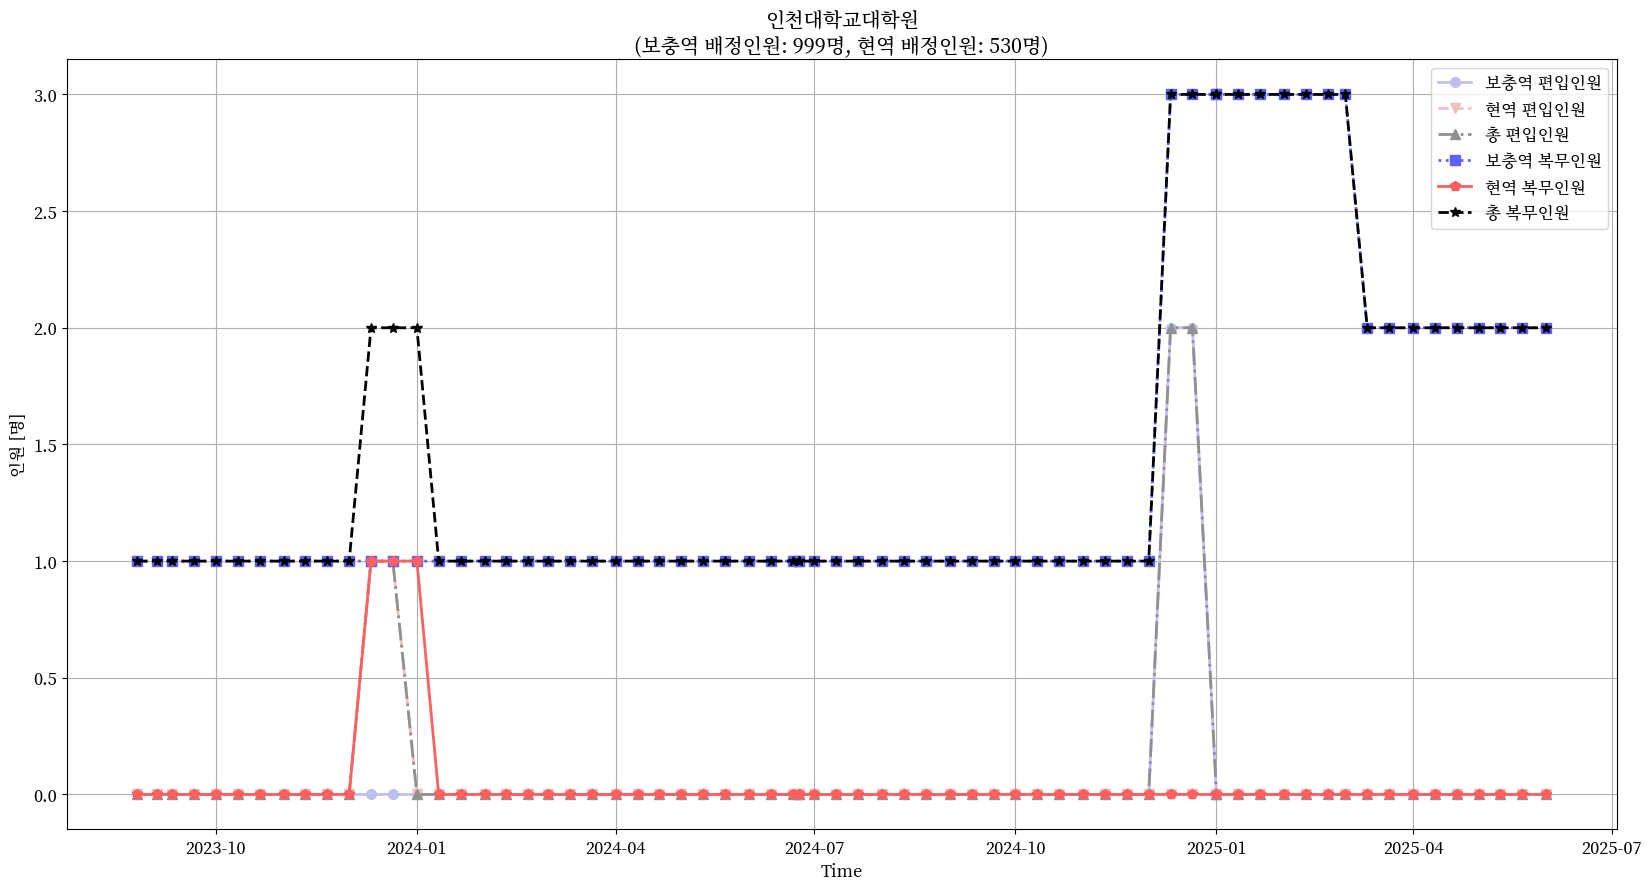 인천대학교대학원
(보충역 배정인원: 999명, 현역 배정인원: 530명)
보충역 편입인원
현역 편입인원
총 편입인원
보충역 복무인원
현역 복무인원
총 복무인원
인원 [명]
3.0
2.5
2.0
1.5
1.0
0.5
0.0
2023-10 2024-01 2024-04 2024-07 2024-10 2025-01 2025-04 2025-07
Time